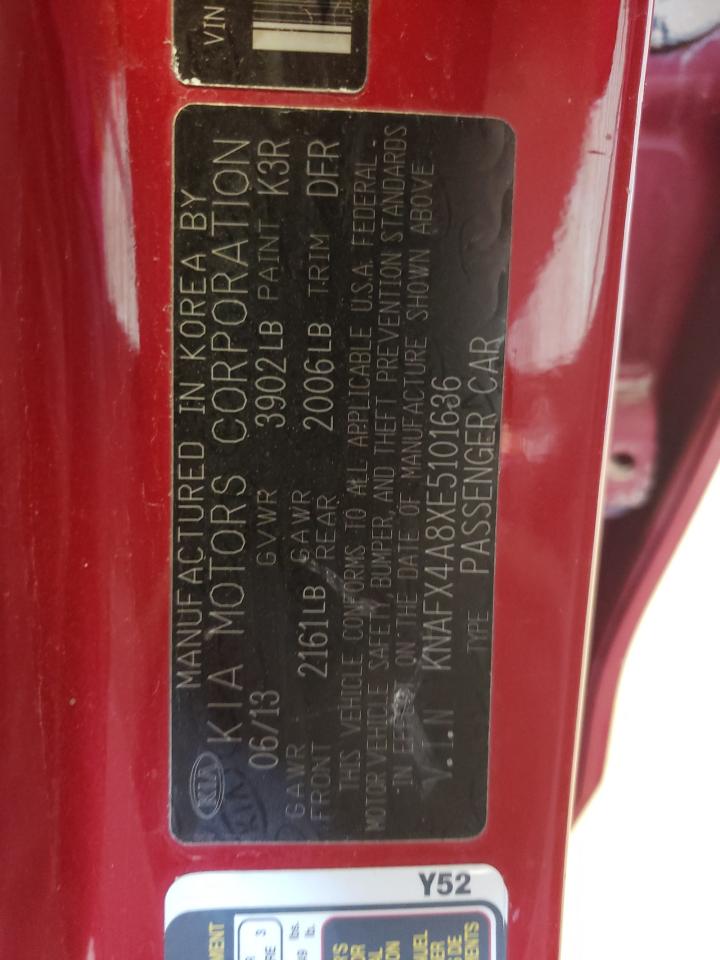 VIN
MANUFACTURED IN KOREA BY
KIA KIA MOTORS CORPORATION
06/13 GVWR 3902LB PAINT K3R
GAWR FRONT 2161LB GAWR REAR 2006LB TRIM DFR
THIS VEHICLE CONFORMS TO ALL APPLICABLE U.S.A. FEDERAL
MOTOR VEHICLE SAFETY, BUMPER, AND THEFT PREVENTION STANDARDS
IN EFFECT ON THE DATE OF MANUFACTURE SHOWN ABOVE.
V.I.N KNAFX4A8XE5101636
TYPE PASSENGER CAR
Y52